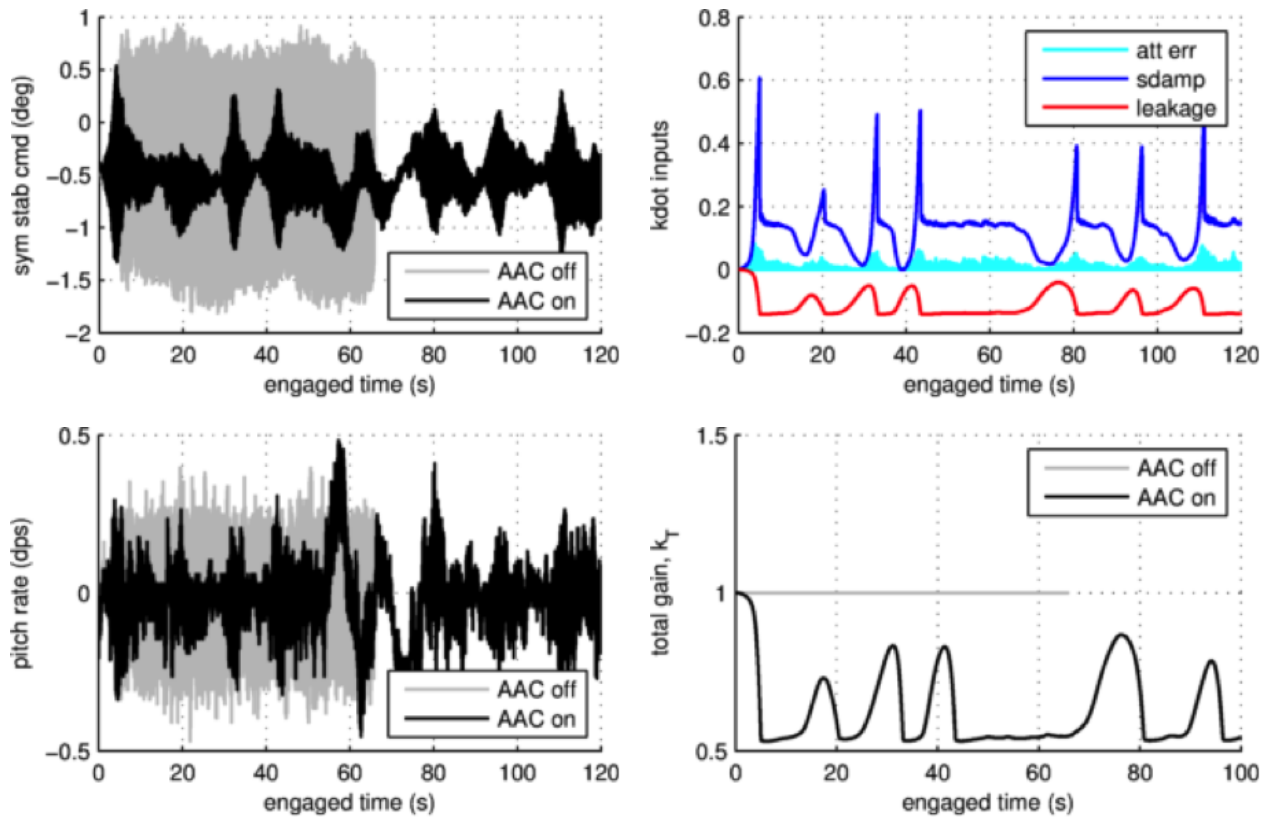 sym stab cmd (deg)
1
0.5
0
−0.5
−1
−1.5
−2
AAC off
AAC on
0 20 40 60 80 100 120
engaged time (s)
kdot inputs
0.8
0.6
0.4
0.2
0
−0.2
att err
sdamp
leakage
0 20 40 60 80 100 120
engaged time (s)
pitch rate (dps)
0.5
0
−0.5
AAC off
AAC on
0 20 40 60 80 100 120
engaged time (s)
total gain, k_T
1.5
1
0.5
AAC off
AAC on
0 20 40 60 80 100
engaged time (s)